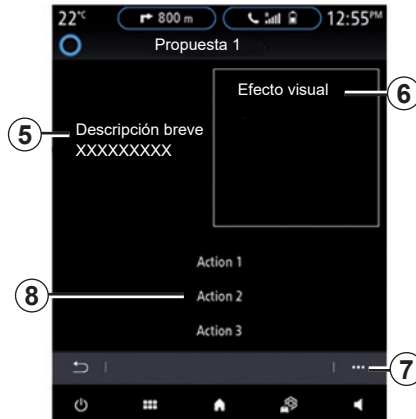 22°C
800 m
12:55PM
Propuesta 1
Efecto visual
6
5
Descripción breve
XXXXXXXXX
Action 1
8
Action 2
Action 3
7